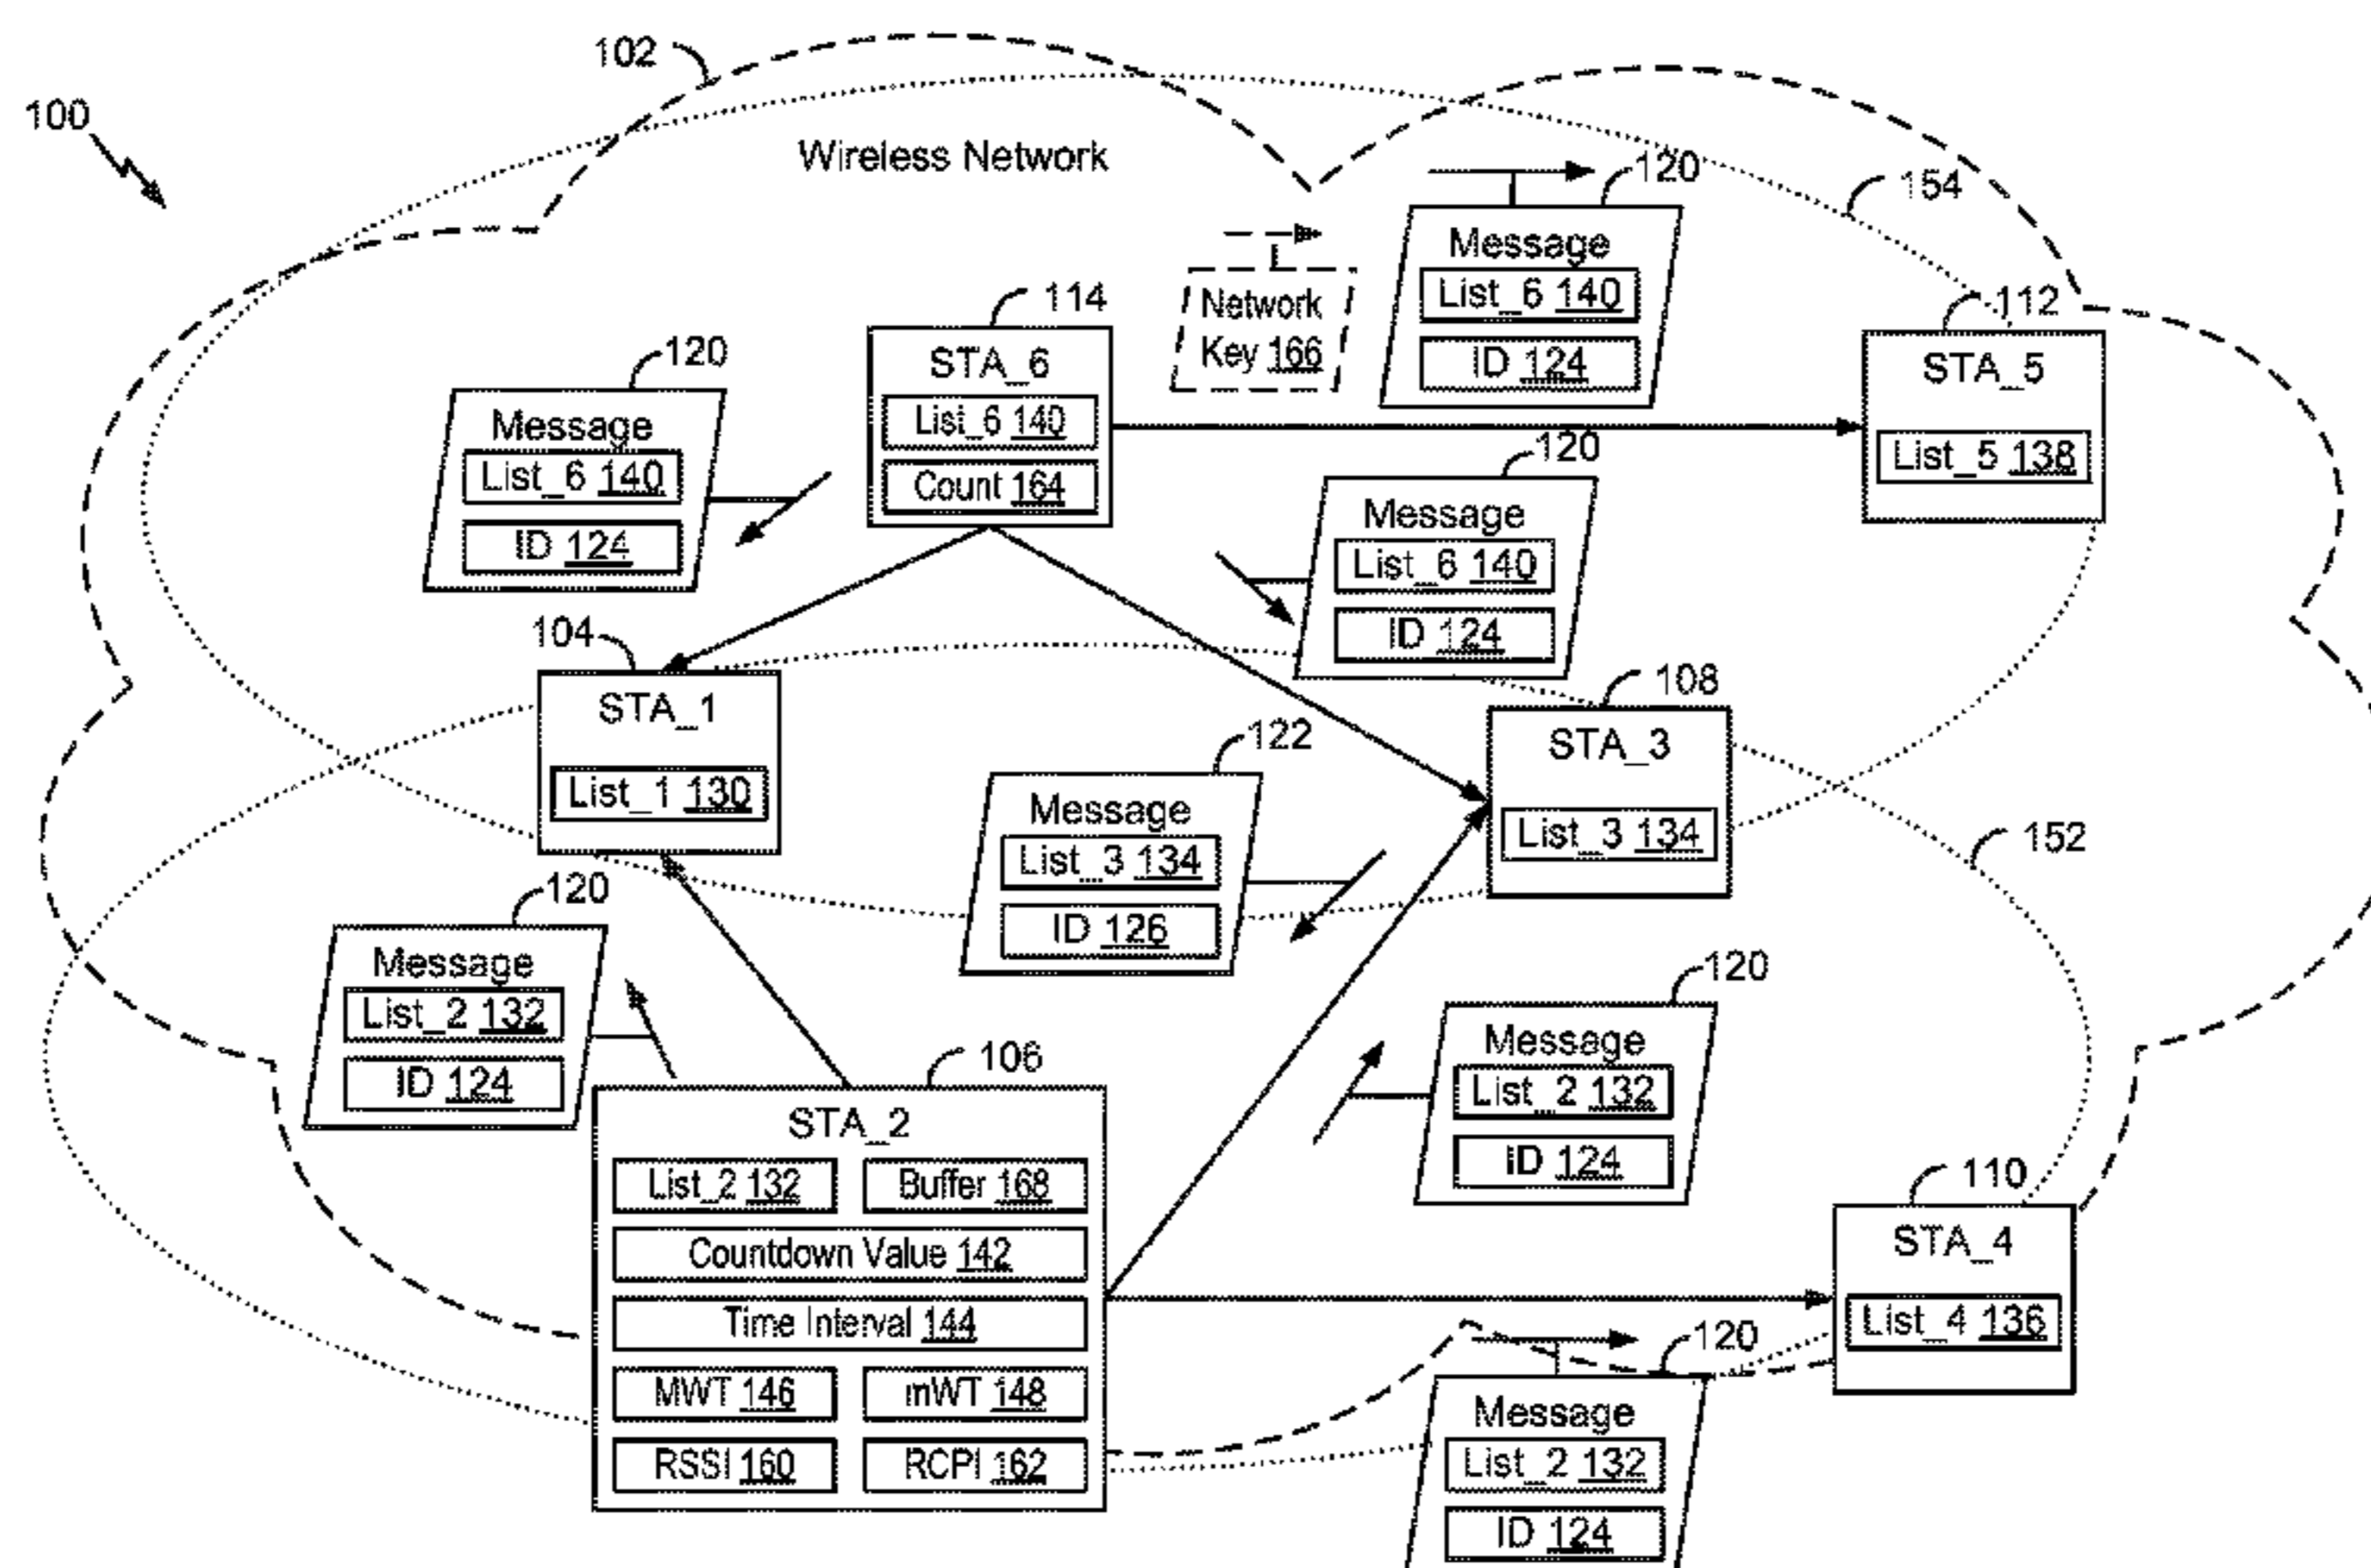 102
100
Wireless Network
120
154
Message
List_6 140
ID 124
Network
Key 166
114
112
STA_6
List_6 140
Count 164
STA_5
List_5 138
120
Message
List_6 140
ID 124
120
Message
List_6 140
ID 124
104
STA_1
List_1 130
108
STA_3
List_3 134
122
Message
List_3 134
ID 126
152
120
Message
List_2 132
ID 124
120
Message
List_2 132
ID 124
106
STA_2
List_2 132
Buffer 168
Countdown Value 142
Time Interval 144
MWT 146
mWT 148
RSSI 160
RCPI 162
110
STA_4
List_4 136
120
Message
List_2 132
ID 124